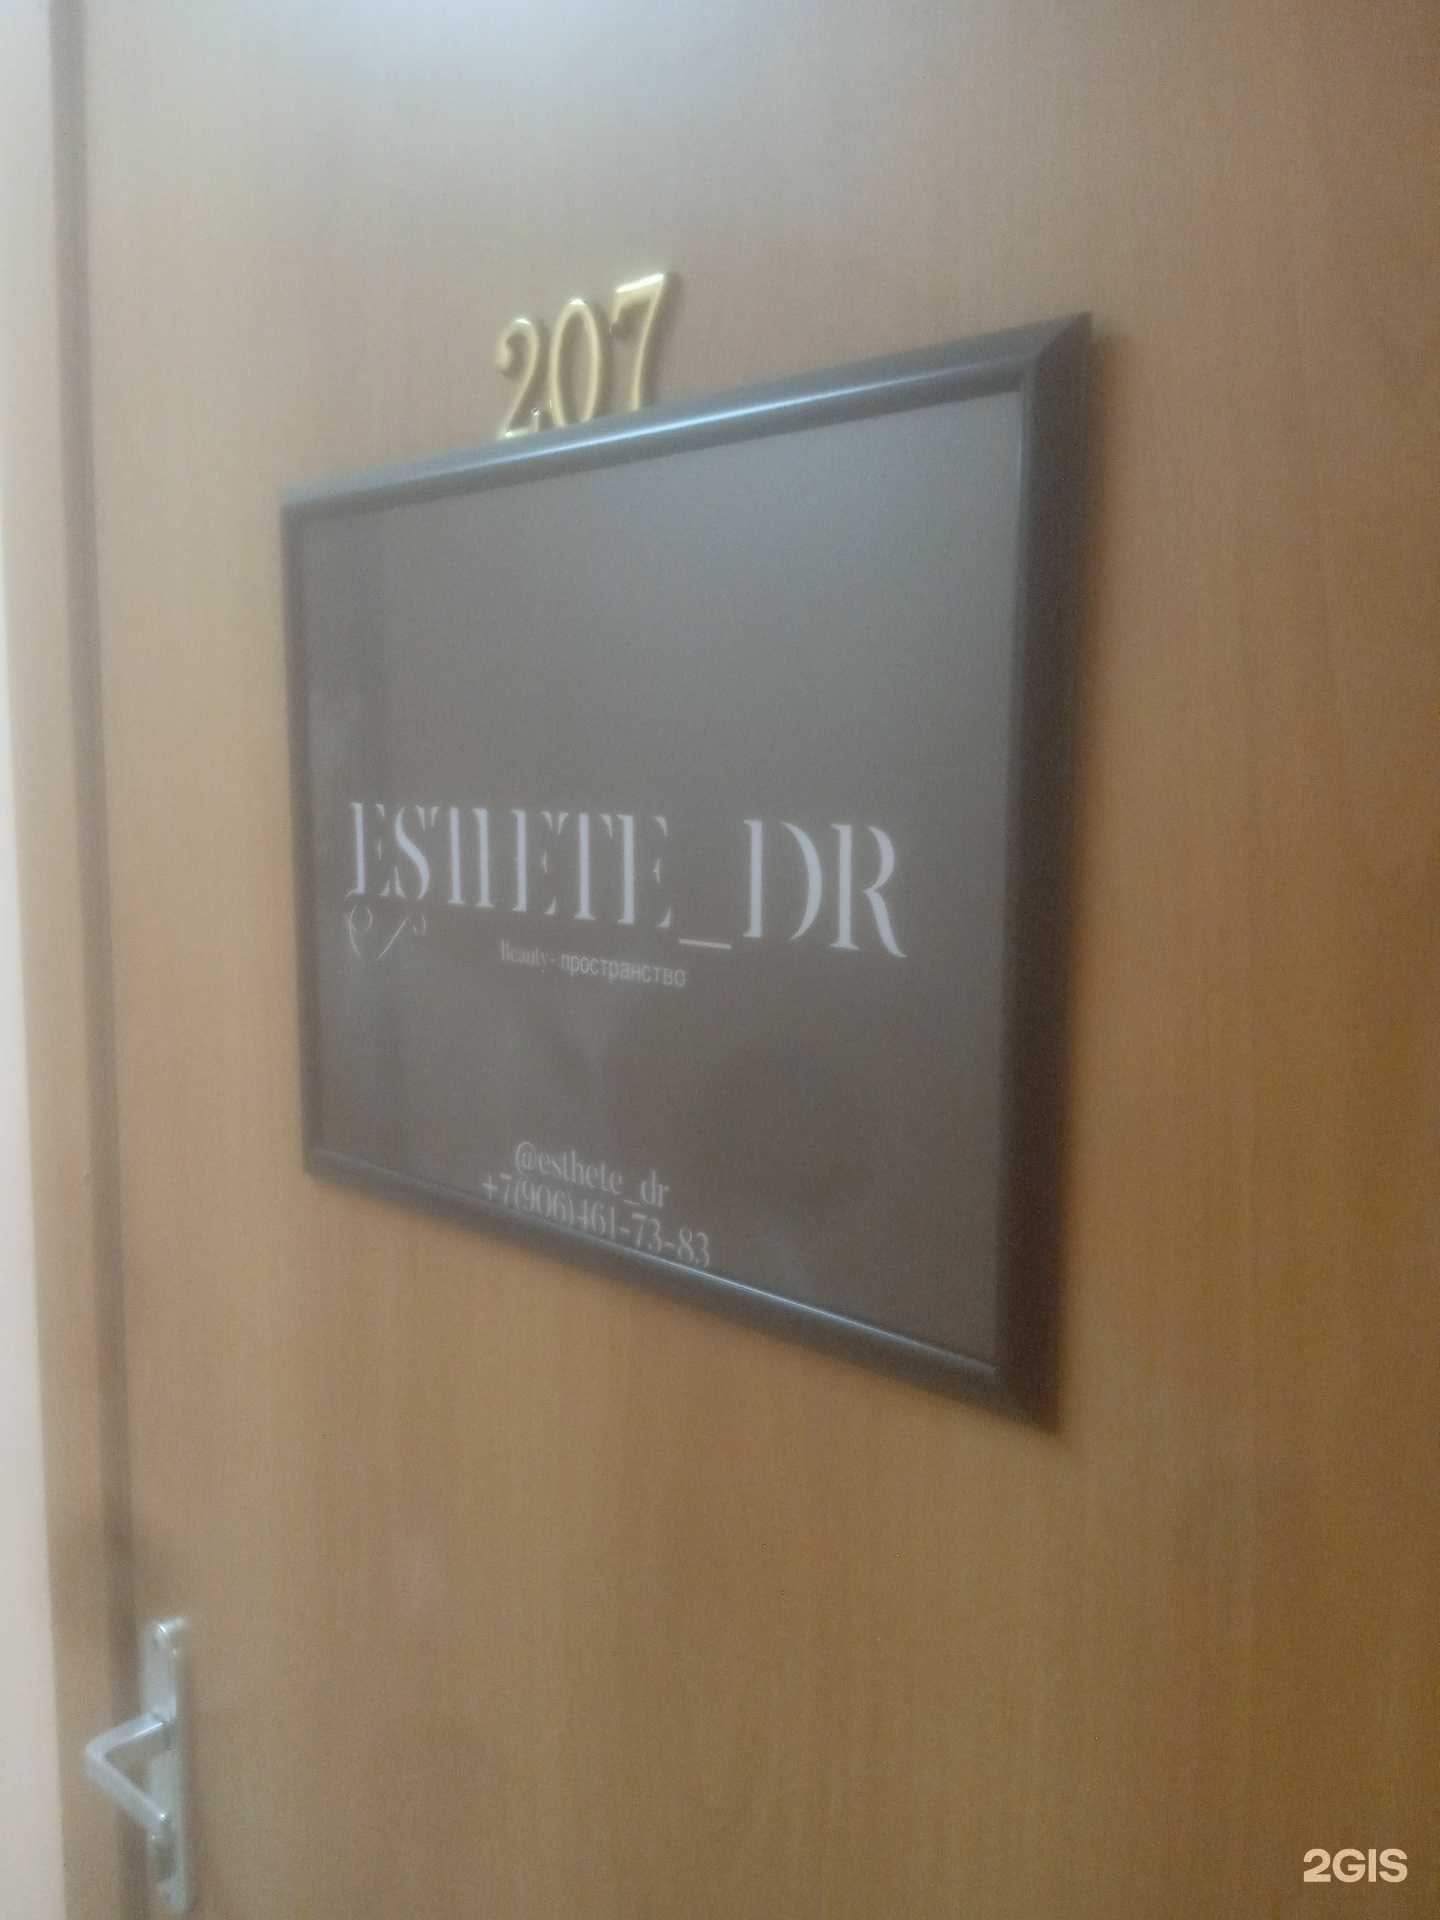 207
ESTHETE_DR
Beauty-пространство
@esthete_dr
+7(906)461-73-83
2GIS